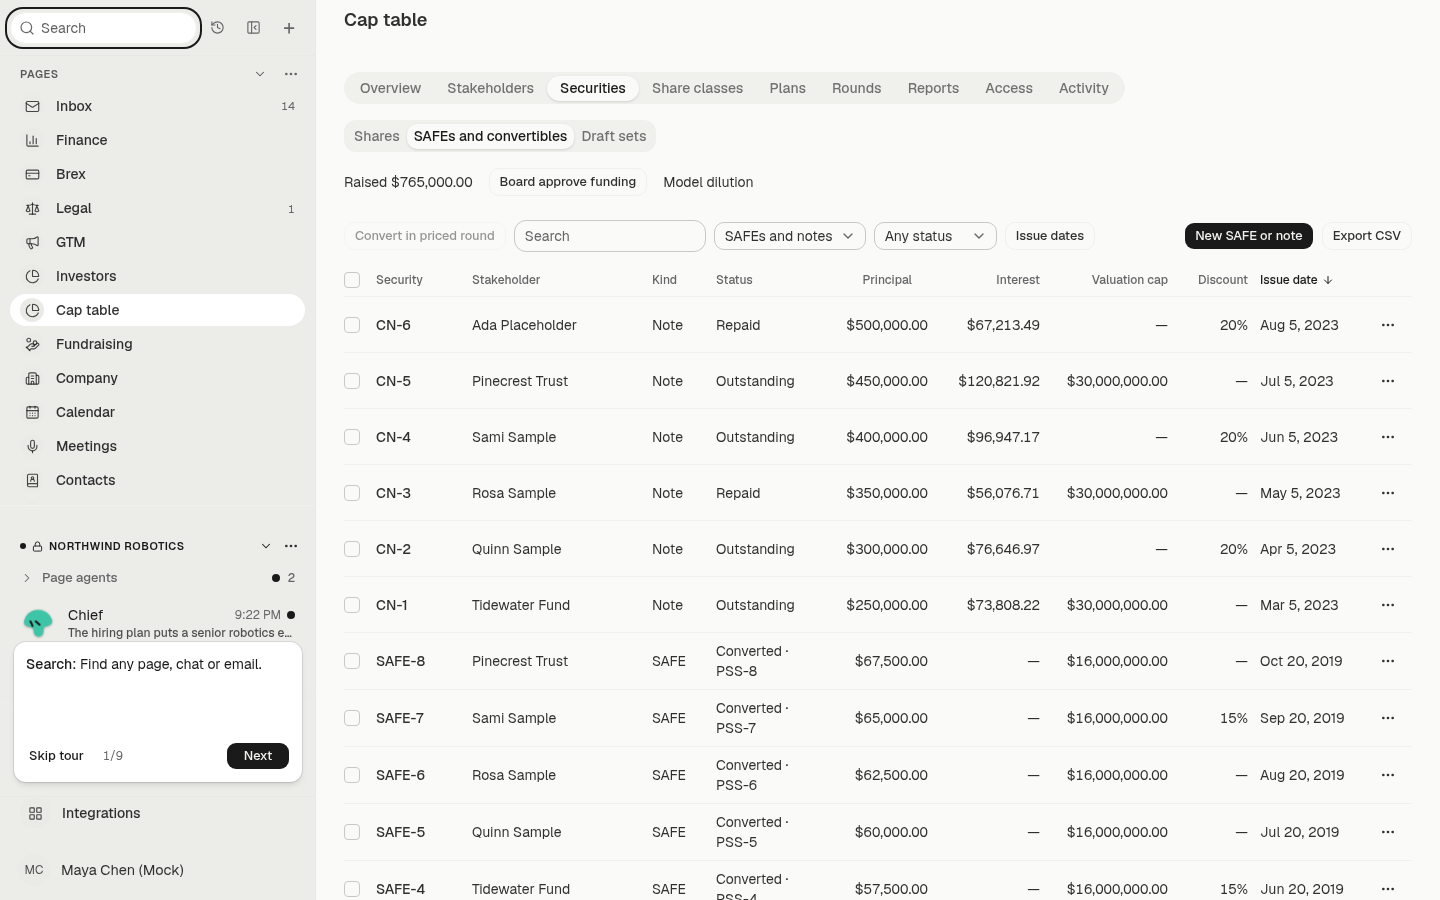 Search
PAGES
Inbox 14
Finance
Brex
Legal 1
GTM
Investors
Cap table
Fundraising
Company
Calendar
Meetings
Contacts
NORTHWIND ROBOTICS
Page agents 2
Chief 9:22 PM
The hiring plan puts a senior robotics e…
Search: Find any page, chat or email.
Skip tour 1/9 Next
Integrations
MC Maya Chen (Mock)
Cap table
Overview Stakeholders Securities Share classes Plans Rounds Reports Access Activity
Shares SAFEs and convertibles Draft sets
Raised $765,000.00 Board approve funding Model dilution
Convert in priced round Search SAFEs and notes Any status Issue dates New SAFE or note Export CSV
Security Stakeholder Kind Status Principal Interest Valuation cap Discount Issue date ↓
CN-6 Ada Placeholder Note Repaid $500,000.00 $67,213.49 — 20% Aug 5, 2023
CN-5 Pinecrest Trust Note Outstanding $450,000.00 $120,821.92 $30,000,000.00 — Jul 5, 2023
CN-4 Sami Sample Note Outstanding $400,000.00 $96,947.17 — 20% Jun 5, 2023
CN-3 Rosa Sample Note Repaid $350,000.00 $56,076.71 $30,000,000.00 — May 5, 2023
CN-2 Quinn Sample Note Outstanding $300,000.00 $76,646.97 — 20% Apr 5, 2023
CN-1 Tidewater Fund Note Outstanding $250,000.00 $73,808.22 $30,000,000.00 — Mar 5, 2023
SAFE-8 Pinecrest Trust SAFE Converted · $67,500.00 — $16,000,000.00 — Oct 20, 2019
PSS-8
SAFE-7 Sami Sample SAFE Converted · $65,000.00 — $16,000,000.00 15% Sep 20, 2019
PSS-7
SAFE-6 Rosa Sample SAFE Converted · $62,500.00 — $16,000,000.00 — Aug 20, 2019
PSS-6
SAFE-5 Quinn Sample SAFE Converted · $60,000.00 — $16,000,000.00 — Jul 20, 2019
PSS-5
SAFE-4 Tidewater Fund SAFE Converted · $57,500.00 — $16,000,000.00 15% Jun 20, 2019
PSS-4